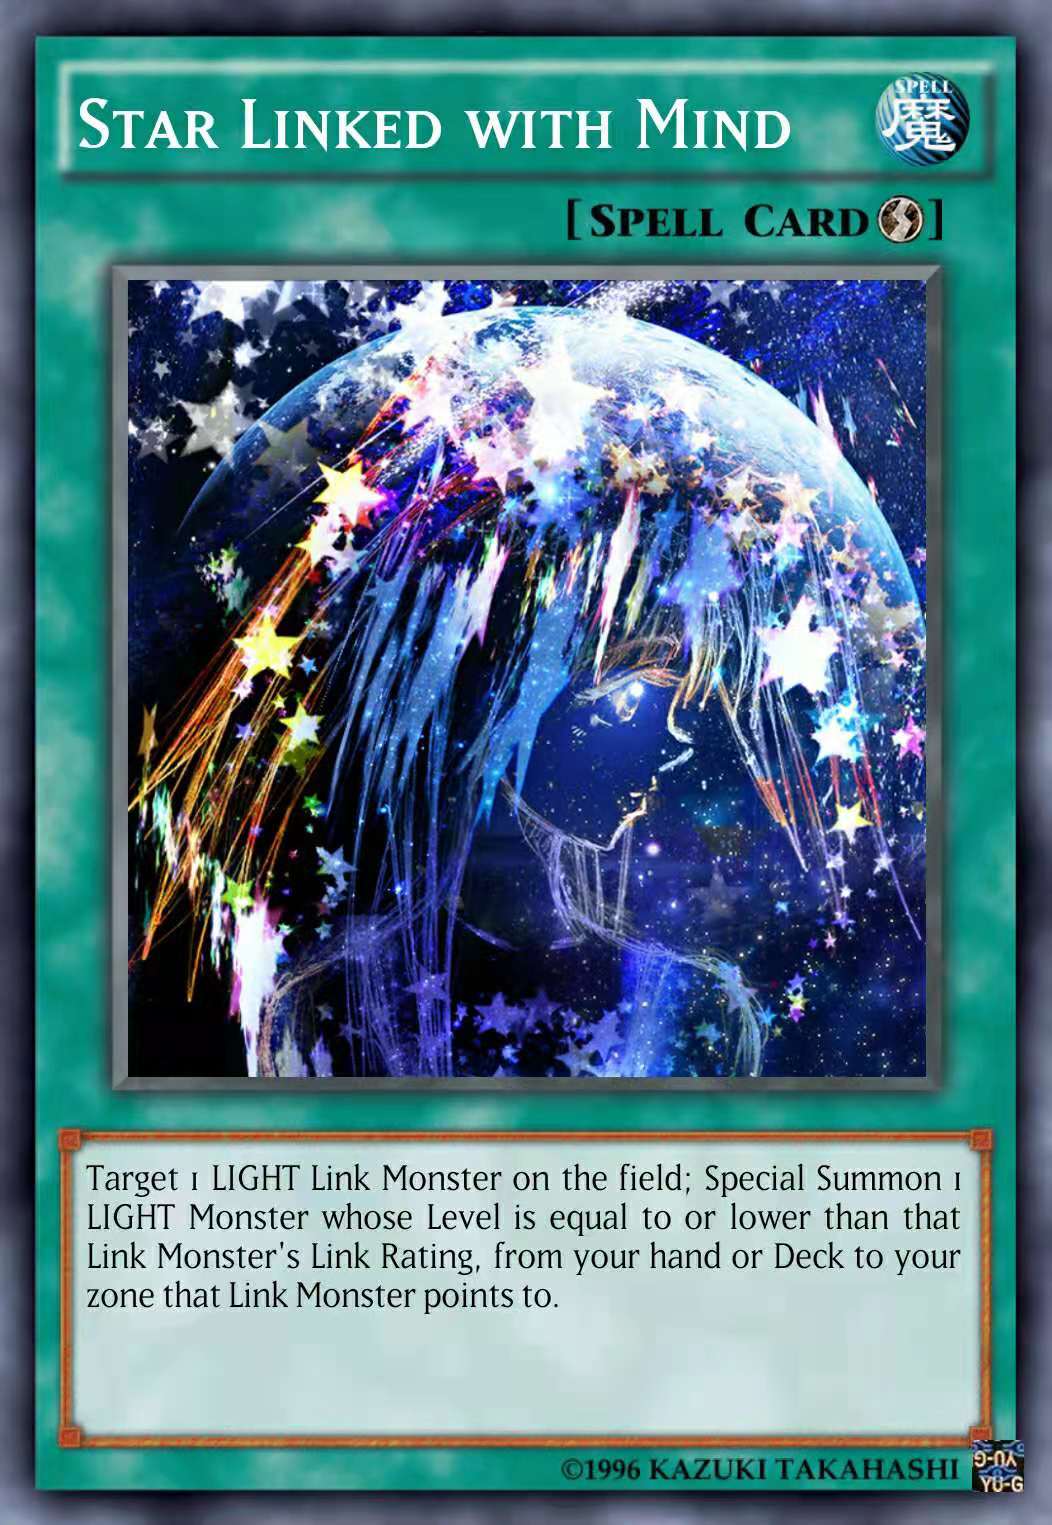 Star Linked with Mind
SPELL
魔
[Spell Card]
Target 1 LIGHT Link Monster on the field; Special Summon 1
LIGHT Monster whose Level is equal to or lower than that
Link Monster's Link Rating, from your hand or Deck to your
zone that Link Monster points to.
©1996 KAZUKI TAKAHASHI
YU-G
YU-G